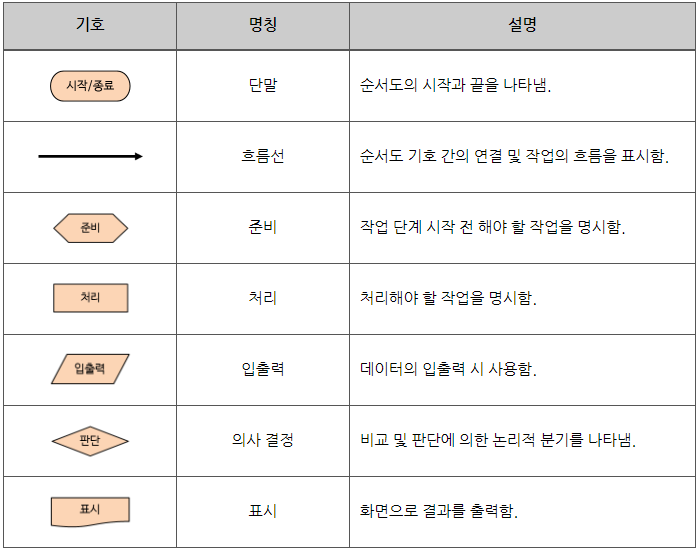 기호 명칭 설명
시작/종료 단말 순서도의 시작과 끝을 나타냄.
흐름선 순서도 기호 간의 연결 및 작업의 흐름을 표시함.
준비 준비 작업 단계 시작 전 해야 할 작업을 명시함.
처리 처리 처리해야 할 작업을 명시함.
입출력 입출력 데이터의 입출력 시 사용함.
판단 의사 결정 비교 및 판단에 의한 논리적 분기를 나타냄.
표시 표시 화면으로 결과를 출력함.